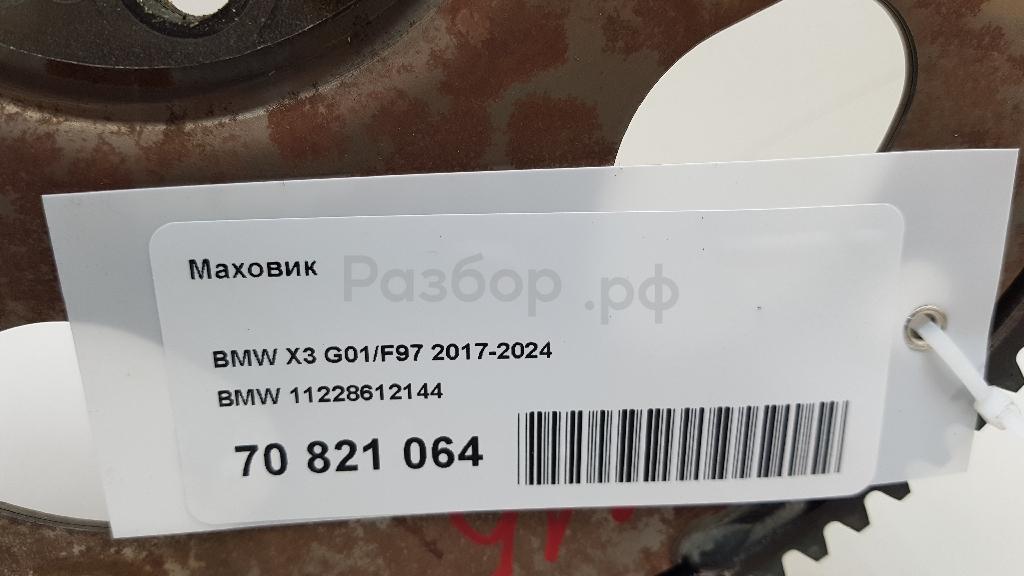 Маховик
Разбор.рф
BMW X3 G01/F97 2017-2024
BMW 11228612144
70 821 064